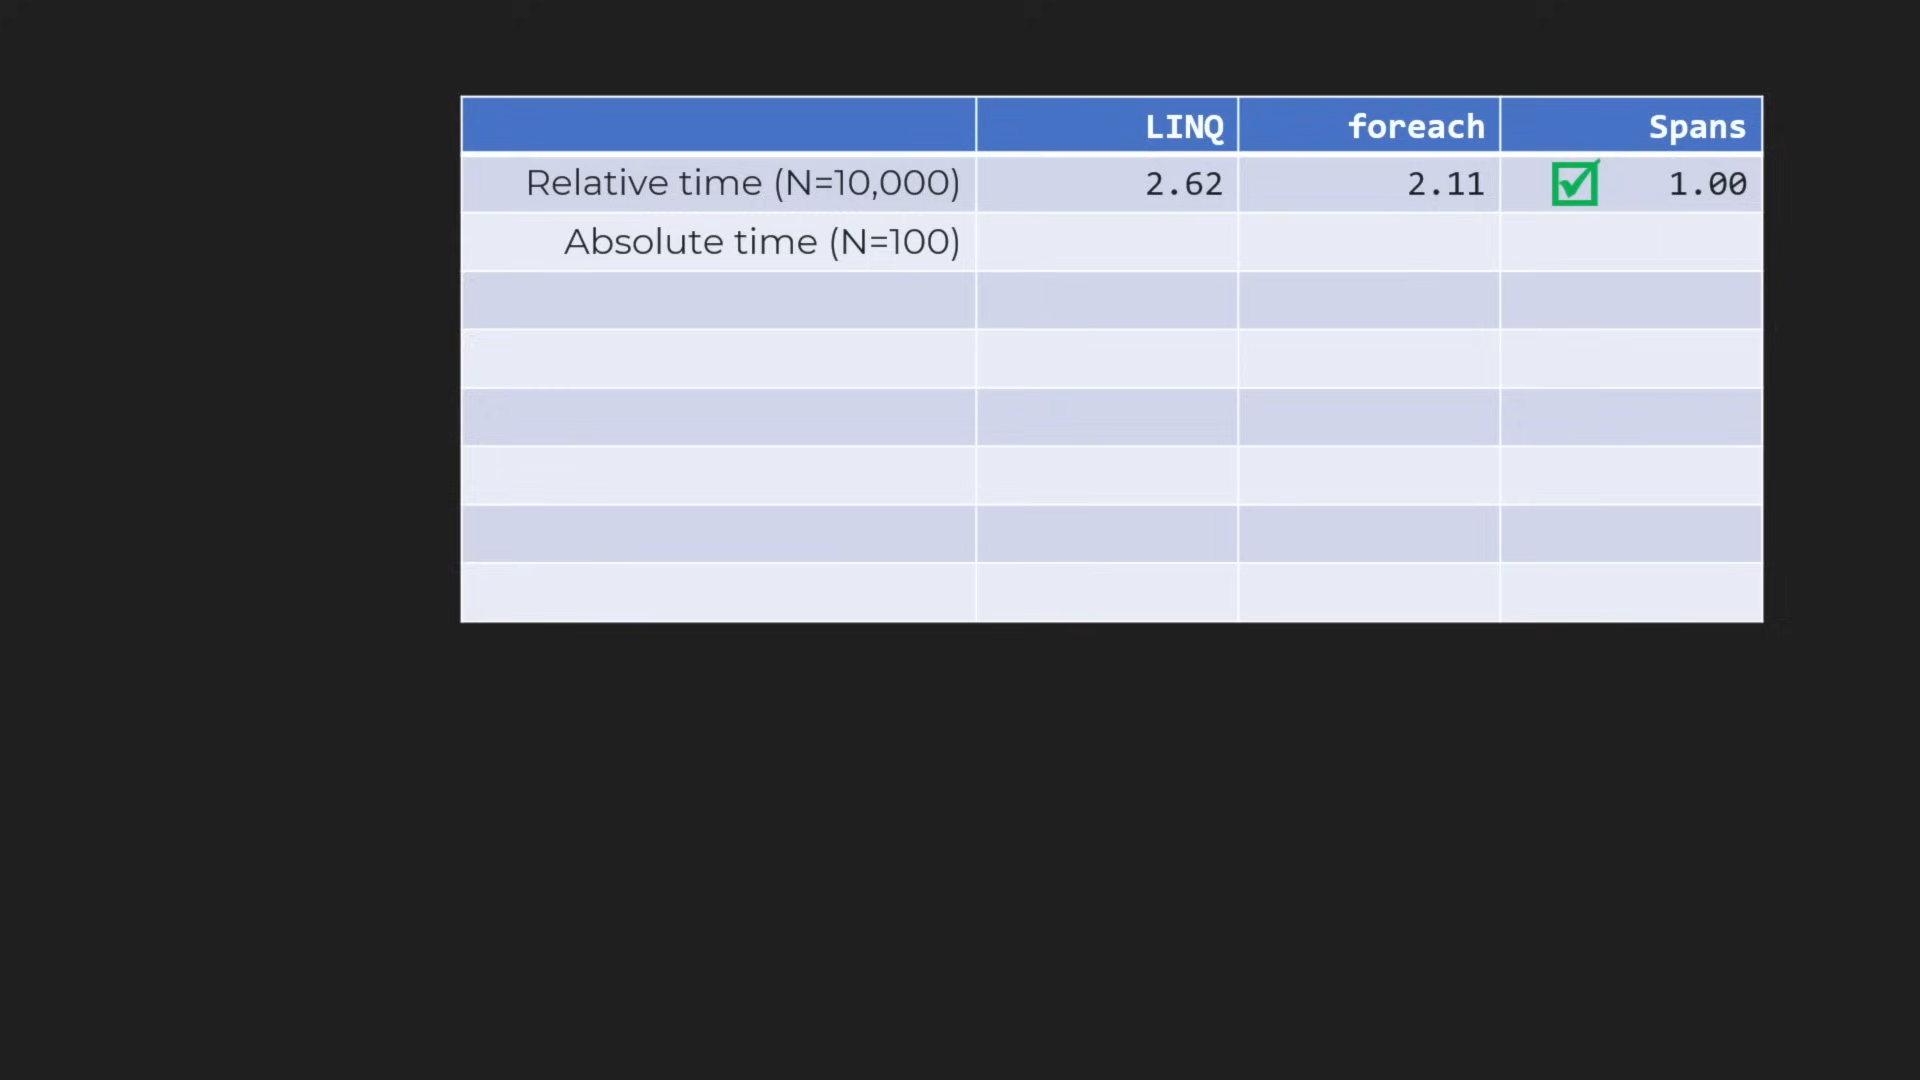 LINQ foreach Spans
Relative time (N=10,000) 2.62 2.11 1.00
Absolute time (N=100)